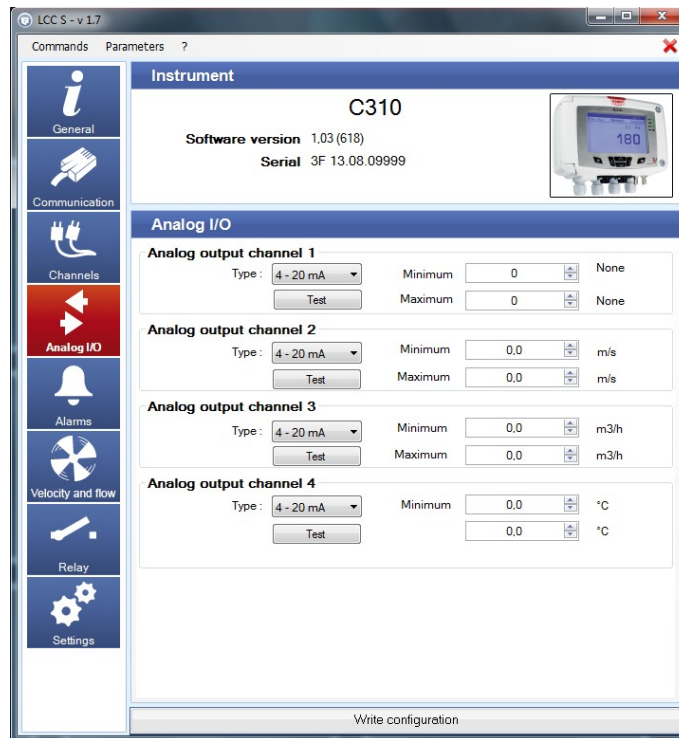 LCC S - v 1.7
Commands Parameters ?
General
Communication
Channels
Analog I/O
Alarms
Velocity and flow
Relay
Settings
Instrument
C310
Software version 1.03 (618)
Serial 3F 13.08.09999
180
Analog I/O
Analog output channel 1
Type : 4 - 20 mA Minimum 0 None
Test Maximum 0 None
Analog output channel 2
Type : 4 - 20 mA Minimum 0,0 m/s
Test Maximum 0,0 m/s
Analog output channel 3
Type : 4 - 20 mA Minimum 0,0 m3/h
Test Maximum 0,0 m3/h
Analog output channel 4
Type : 4 - 20 mA Minimum 0,0 °C
Test 0,0 °C
Write configuration